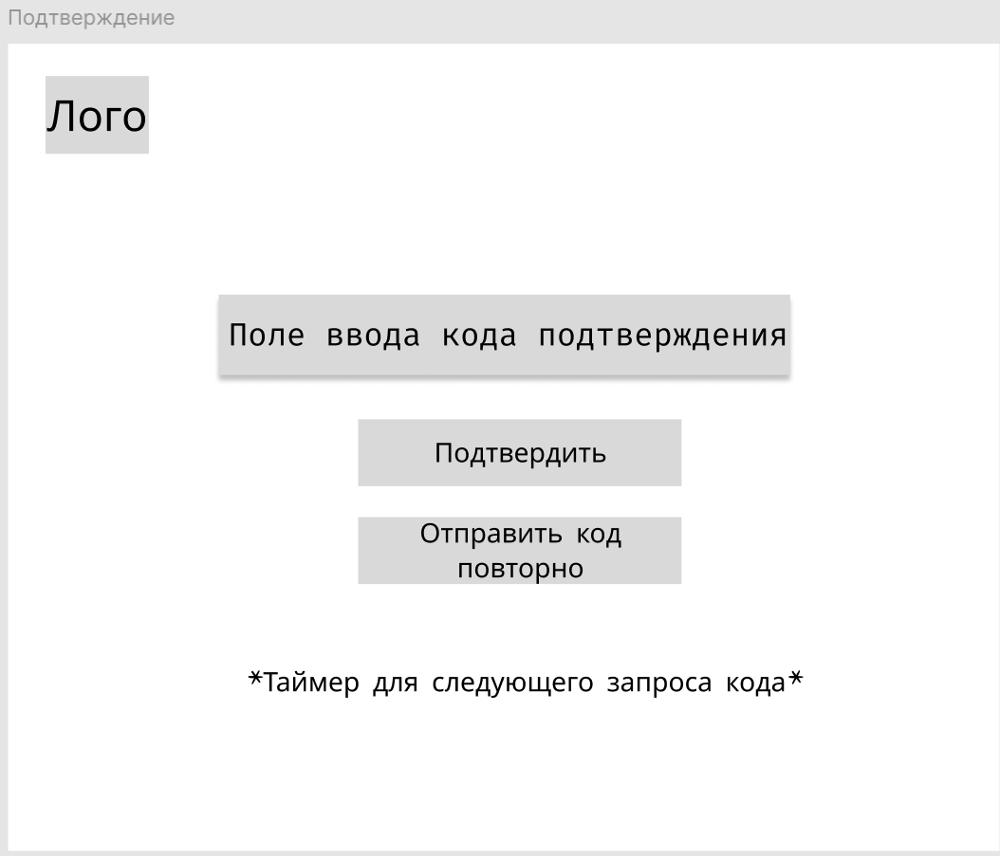 Подтверждение
Лого
Поле ввода кода подтверждения
Подтвердить
Отправить код
повторно
*Таймер для следующего запроса кода*